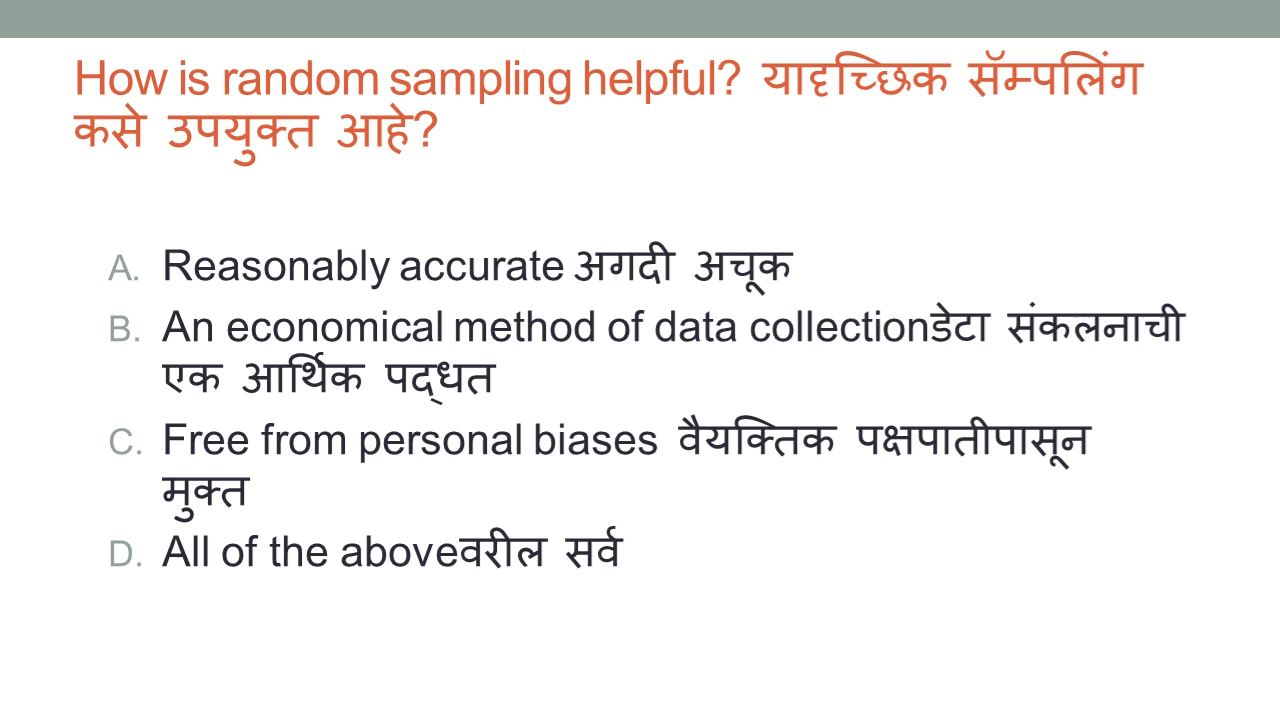 How is random sampling helpful? यादृच्छिक सॅम्पलिंग
कसे उपयुक्त आहे?
A. Reasonably accurate अगदी अचूक
B. An economical method of data collectionडेटा संकलनाची
एक आर्थिक पद्धत
C. Free from personal biases वैयक्तिक पक्षपातीपासून
मुक्त
D. All of the aboveवरील सर्व